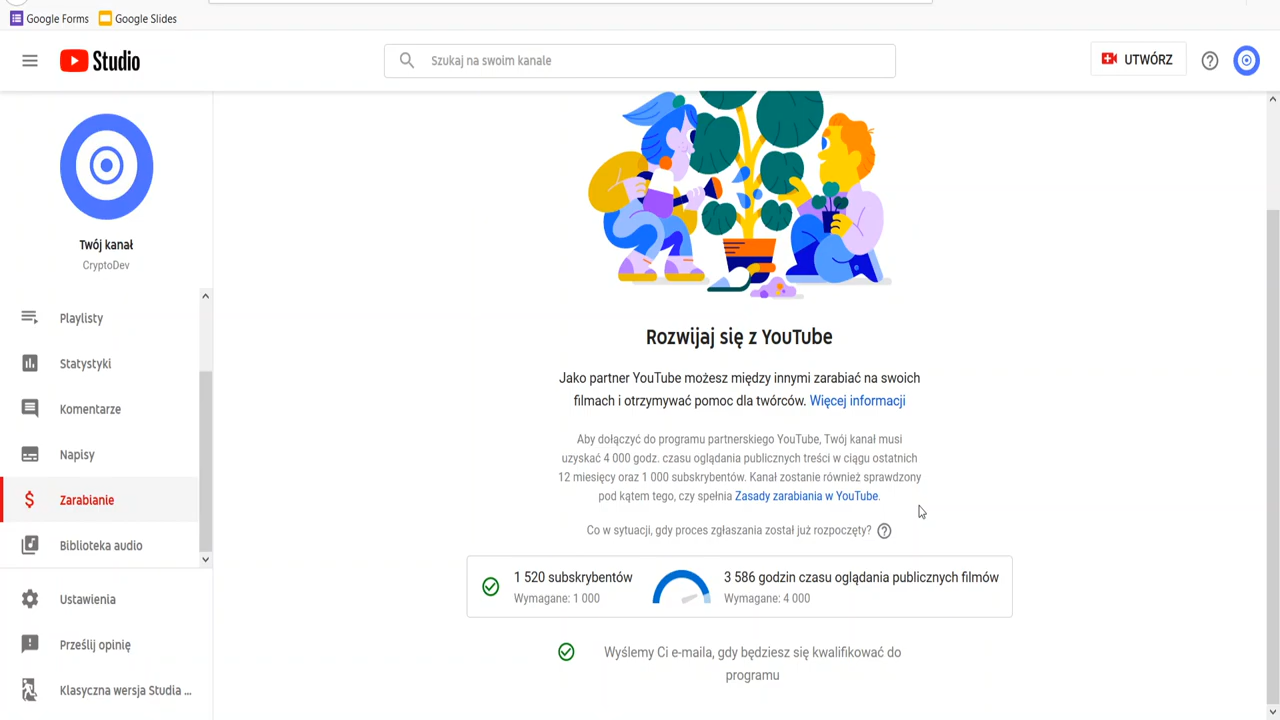 Google Forms Google Slides
Studio
Szukaj na swoim kanale
UTWÓRZ
Twój kanał
CryptoDev
Playlisty
Statystyki
Komentarze
Napisy
Zarabianie
Biblioteka audio
Ustawienia
Prześlij opinię
Klasyczna wersja Studia ...
Rozwijaj się z YouTube
Jako partner YouTube możesz między innymi zarabiać na swoich
filmach i otrzymywać pomoc dla twórców. Więcej informacji
Aby dołączyć do programu partnerskiego YouTube, Twój kanał musi
uzyskać 4 000 godz. czasu oglądania publicznych treści w ciągu ostatnich
12 miesięcy oraz 1 000 subskrybentów. Kanał zostanie również sprawdzony
pod kątem tego, czy spełnia Zasady zarabiania w YouTube.
Co w sytuacji, gdy proces zgłaszania został już rozpoczęty?
1 520 subskrybentów
Wymagane: 1 000
3 586 godzin czasu oglądania publicznych filmów
Wymagane: 4 000
Wyślemy Ci e-maila, gdy będziesz się kwalifikować do
programu